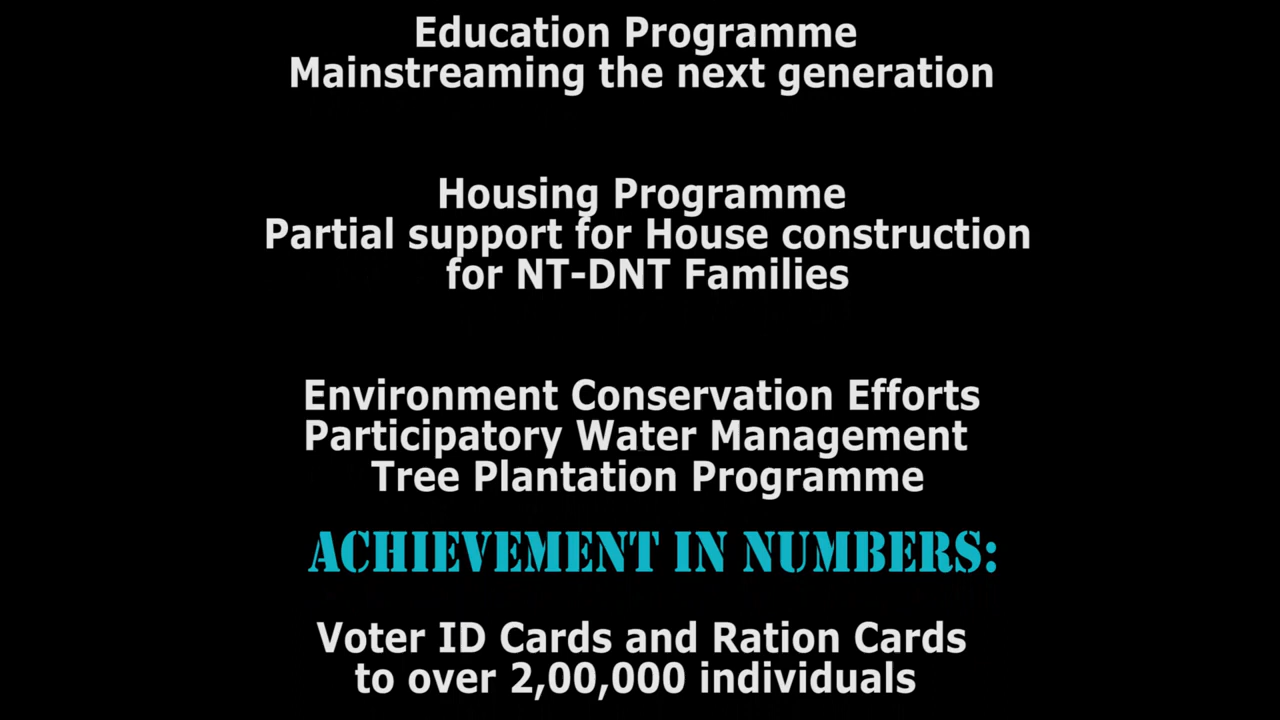 Education Programme
Mainstreaming the next generation
Housing Programme
Partial support for House construction
for NT-DNT Families
Environment Conservation Efforts
Participatory Water Management
Tree Plantation Programme
ACHIEVEMENT IN NUMBERS:
Voter ID Cards and Ration Cards
to over 2,00,000 individuals